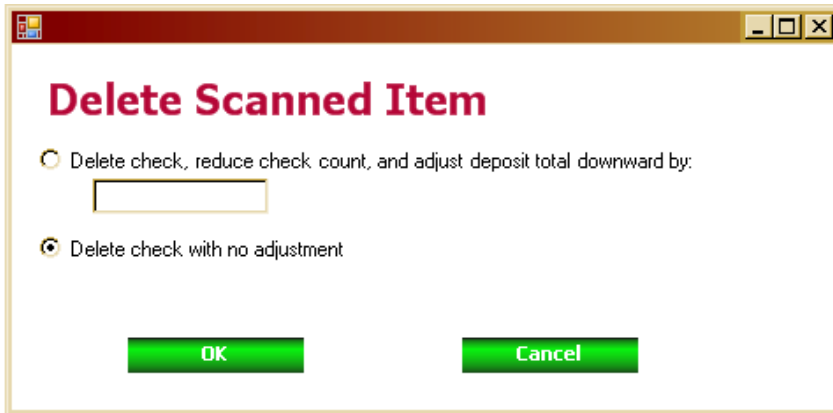 Delete Scanned Item
Delete check, reduce check count, and adjust deposit total downward by:
Delete check with no adjustment
OK Cancel